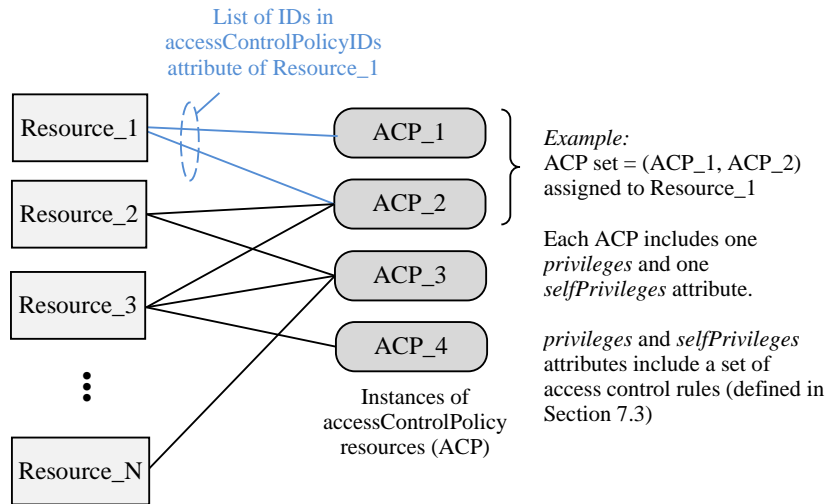 List of IDs in
accessControlPolicyIDs
attribute of Resource_1
Resource_1
Resource_2
Resource_3
Resource_N
ACP_1
ACP_2
ACP_3
ACP_4
Instances of
accessControlPolicy
resources (ACP)
Example:
ACP set = (ACP_1, ACP_2)
assigned to Resource_1
Each ACP includes one
privileges and one
selfPrivileges attribute.
privileges and selfPrivileges
attributes include a set of
access control rules (defined in
Section 7.3)